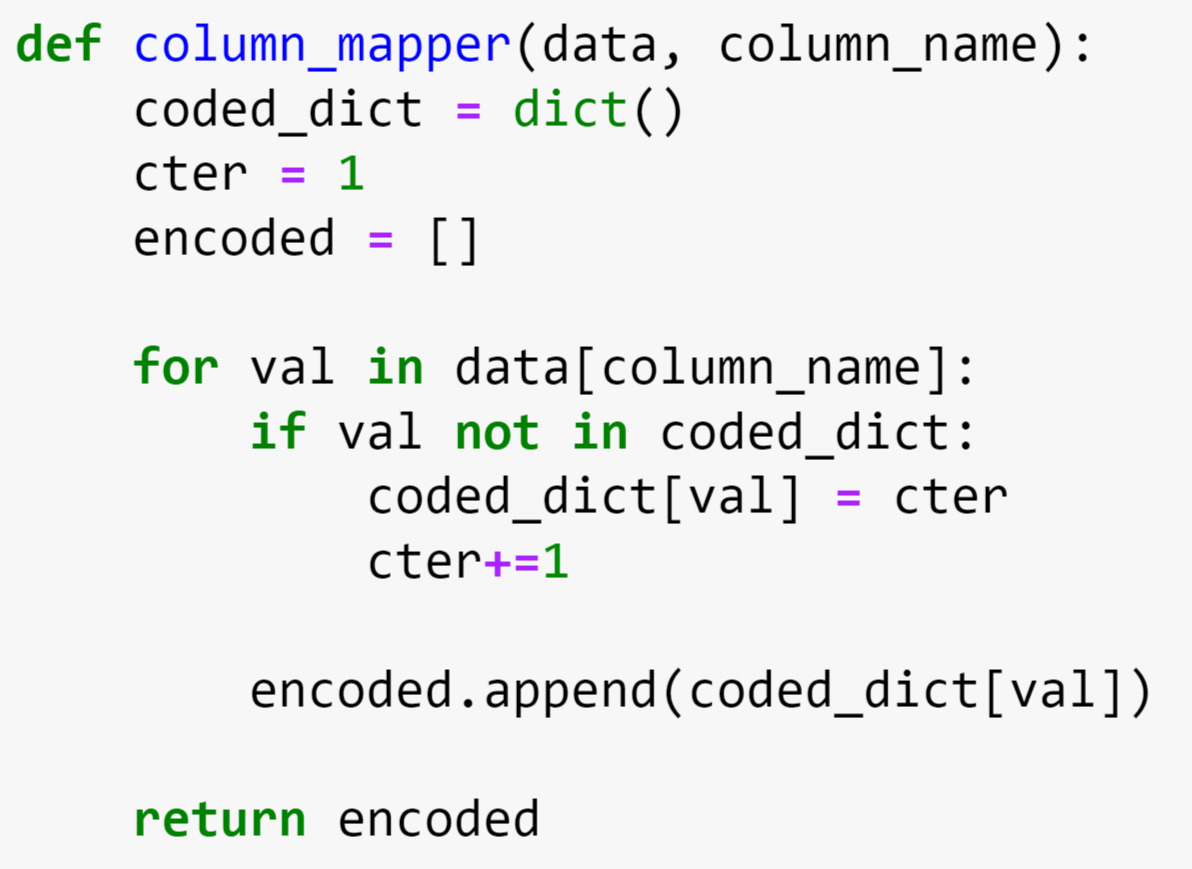 def column_mapper(data, column_name):
    coded_dict = dict()
    cter = 1
    encoded = []

    for val in data[column_name]:
        if val not in coded_dict:
            coded_dict[val] = cter
            cter+=1

        encoded.append(coded_dict[val])

    return encoded